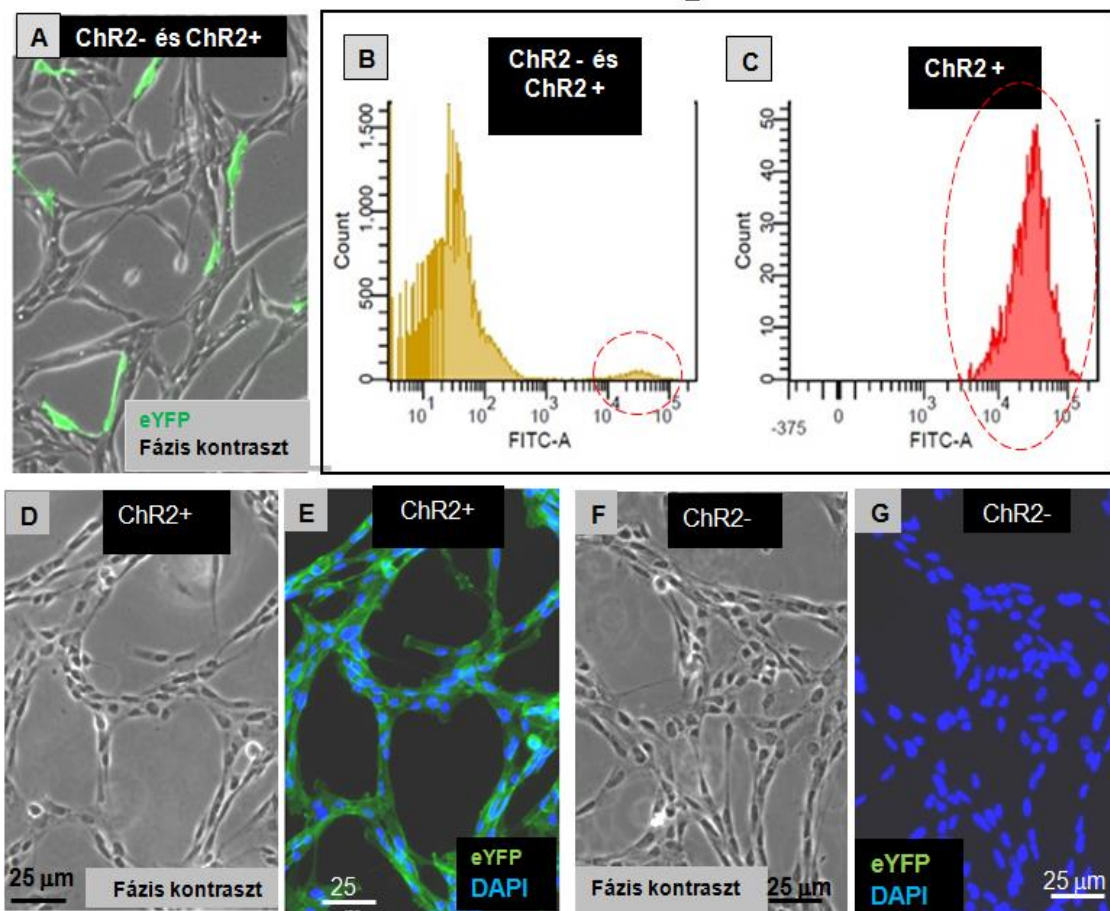 A
ChR2- és ChR2+
eYFP
Fázis kontraszt
B
ChR2 - és
ChR2 +
Count
1.500
1.000
500
0
10¹ 10² 10³ 10⁴ 10⁵
FITC-A
C
ChR2 +
Count
50
40
30
20
10
0
-375 0 10³ 10⁴ 10⁵
FITC-A
D
ChR2+
25 µm
Fázis kontraszt
E
ChR2+
25
eYFP
DAPI
F
ChR2-
Fázis kontraszt
25 µm
G
ChR2-
eYFP
DAPI
25 µm